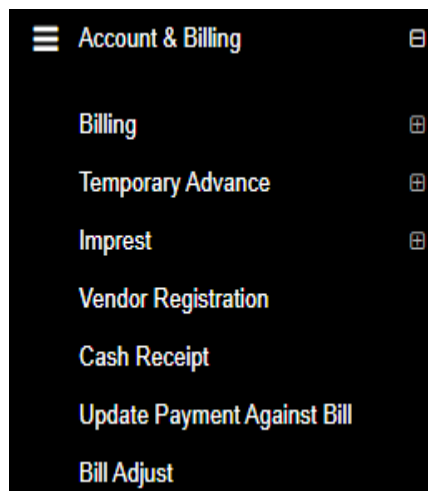 Account & Billing
Billing
Temporary Advance
Imprest
Vendor Registration
Cash Receipt
Update Payment Against Bill
Bill Adjust